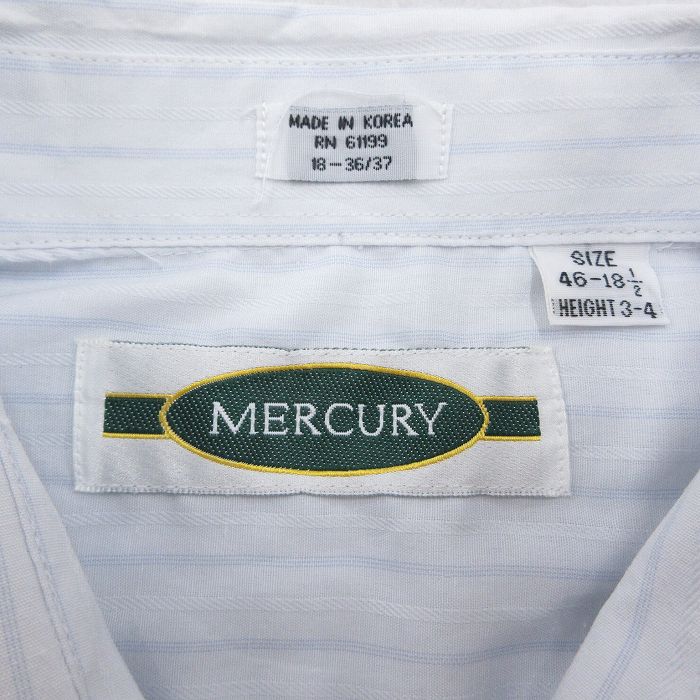 MADE IN KOREA
RN 61199
18-36/37
SIZE
46-18 1/2
HEIGHT 3-4
MERCURY